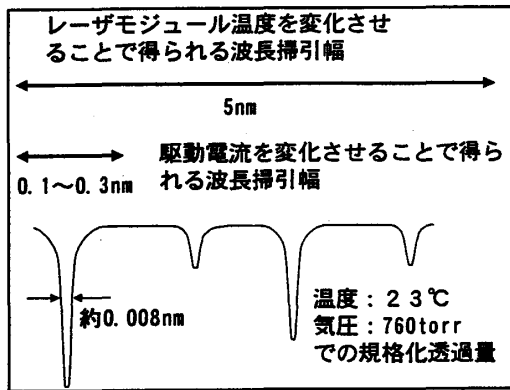 レーザモジュール温度を変化させ
ることで得られる波長掃引幅
5nm
駆動電流を変化させることで得ら
れる波長掃引幅
0.1～0.3nm
約0.008nm
温度：２３℃
気圧：760torr
での規格化透過量